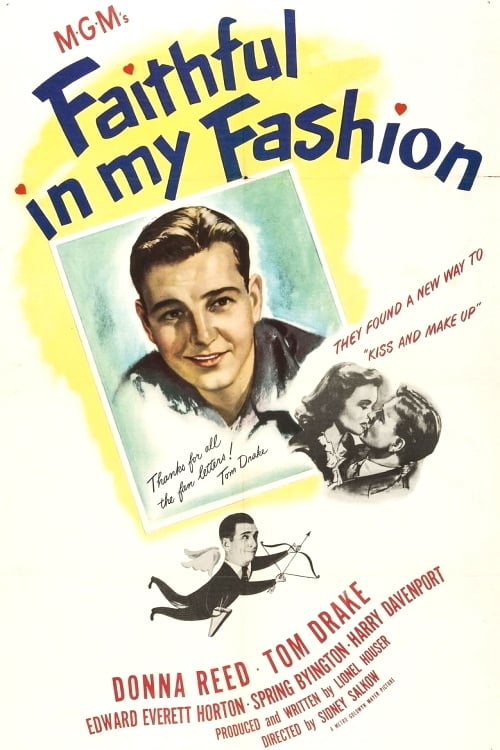 M-G-M's
Faithful
in my Fashion
THEY FOUND A NEW WAY TO
"KISS AND MAKE UP"
Thanks for all
the fan letters!
Tom Drake
DONNA REED · TOM DRAKE
EDWARD EVERETT HORTON · SPRING BYINGTON · HARRY DAVENPORT
PRODUCED and WRITTEN by LIONEL HOUSER
DIRECTED by SIDNEY SALKOW
A METRO-GOLDWYN-MAYER PICTURE